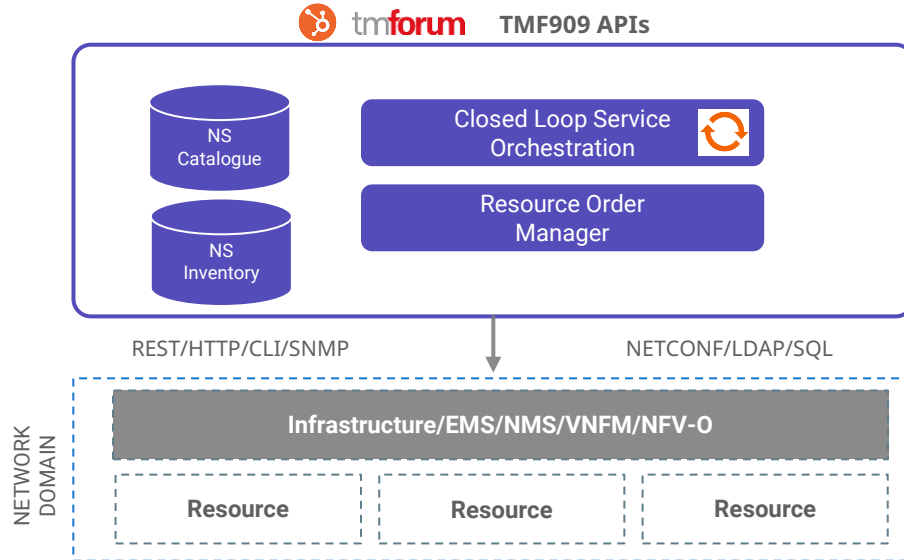 tmforum TMF909 APIs
NS
Catalogue
Closed Loop Service
Orchestration
Resource Order
Manager
NS
Inventory
REST/HTTP/CLI/SNMP
NETCONF/LDAP/SQL
NETWORK
DOMAIN
Infrastructure/EMS/NMS/VNFM/NFV-O
Resource
Resource
Resource